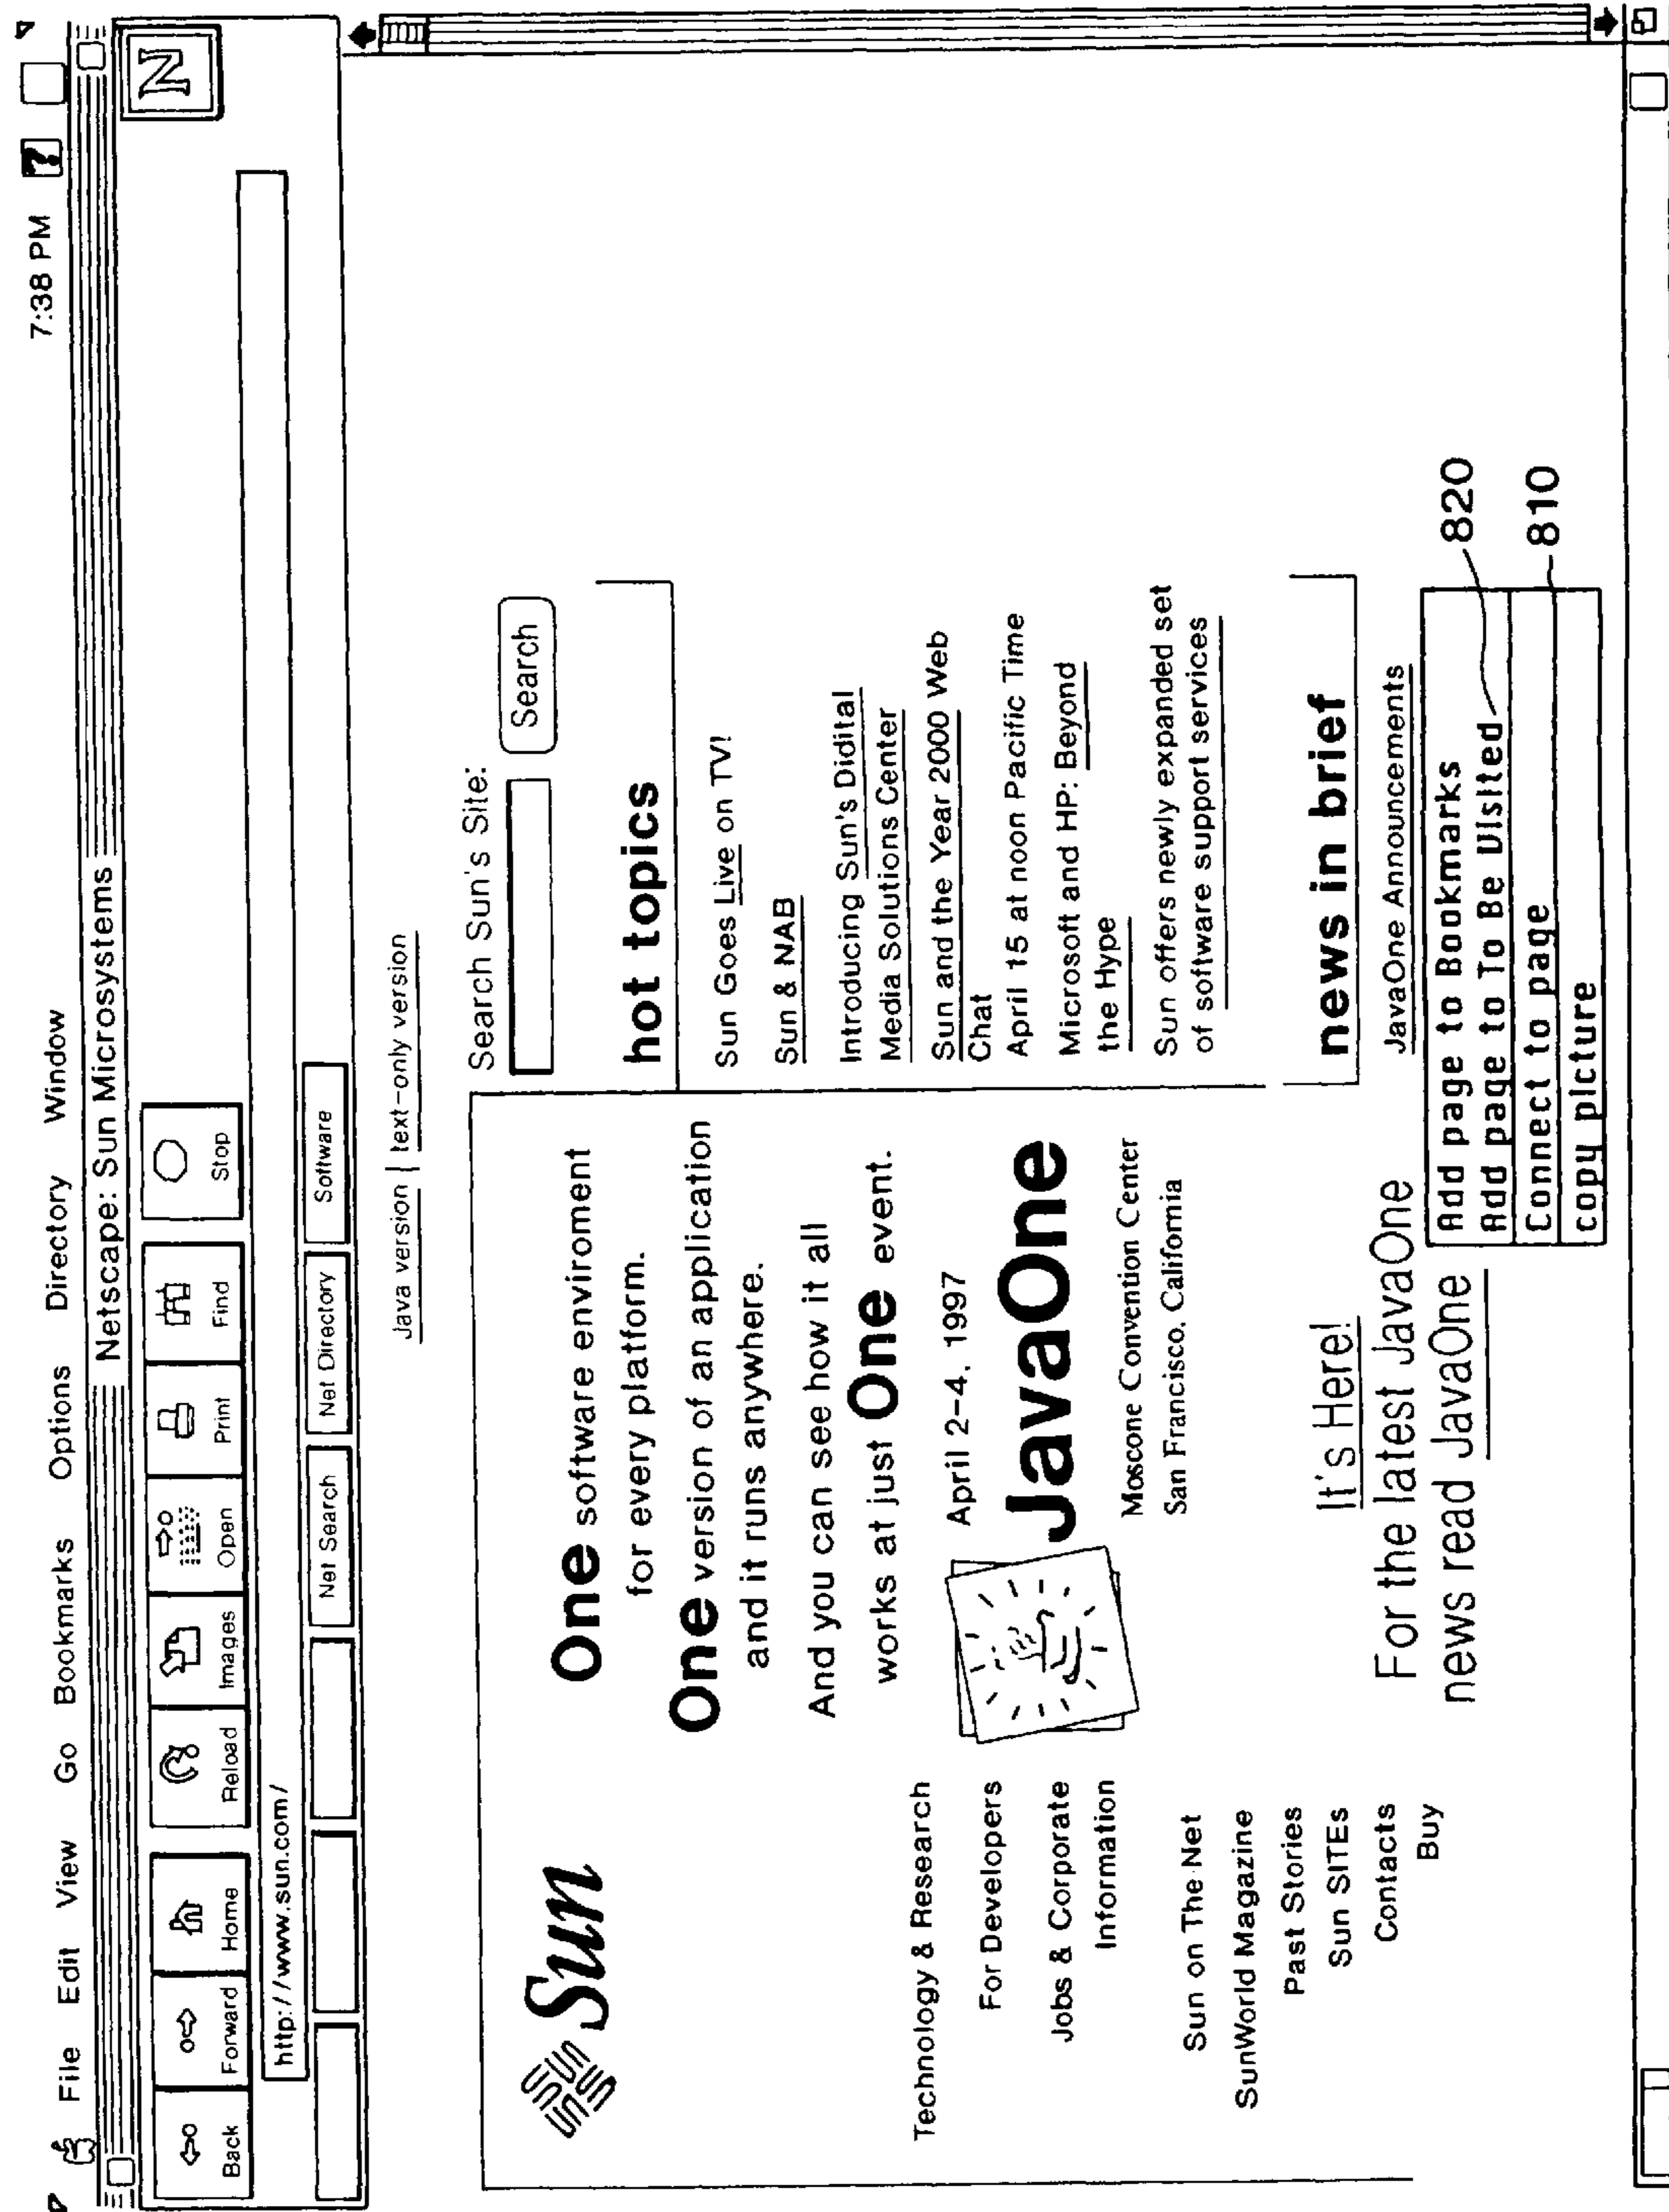 7:38 PM
File Edit View Go Bookmarks Options Directory Window
Netscape: Sun Microsystems
N
Back Forward Home Reload Images Open Print Find Stop
http://www.sun.com/
Net Search Net Directory Software
Java version | text-only version
Sun
Technology & Research
For Developers
Jobs & Corporate
Information
Sun on The Net
SunWorld Magazine
Past Stories
Sun SITEs
Contacts
Buy
One software enviroment
for every platform.
One version of an application
and it runs anywhere.
And you can see how it all
works at just One event.
April 2-4, 1997
JavaOne
Moscone Convention Center
San Francisco, California
It's Here!
For the latest JavaOne
news read JavaOne
Search Sun's Site:
Search
hot topics
Sun Goes Live on TV!
Sun & NAB
Introducing Sun's Didital
Media Solutions Center
Sun and the Year 2000 Web
Chat
April 15 at noon Pacific Time
Microsoft and HP: Beyond
the Hype
Sun offers newly expanded set
of software support services
news in brief
JavaOne Announcements
Add page to Bookmarks
Add page to To Be Uisited
820
Connect to page
810
copy picture